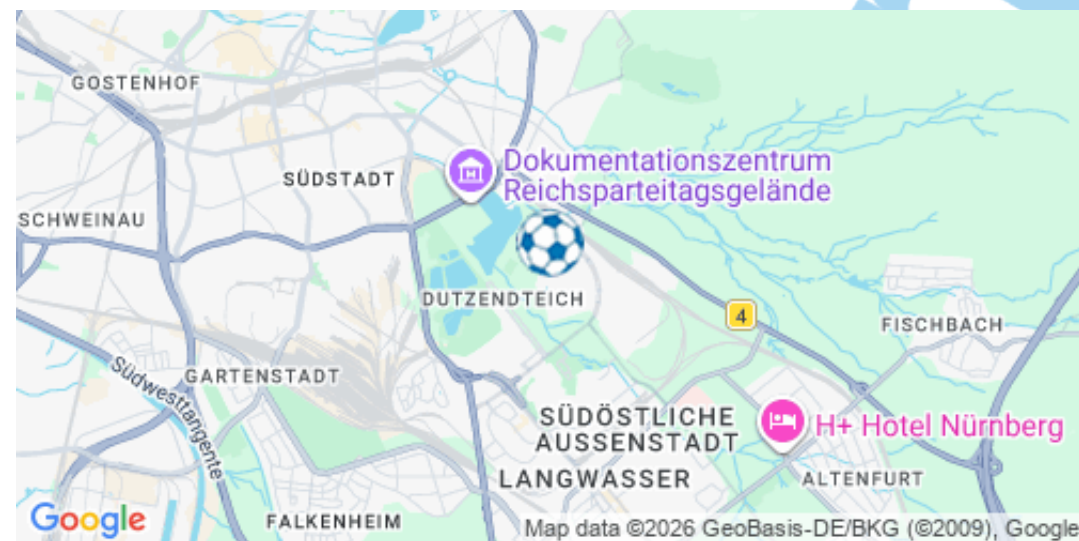 GOSTENHOF
Dokumentationszentrum
Reichsparteitagsgelände
SÜDSTADT
SCHWEINAU
DUTZENDTEICH
4
FISCHBACH
Südwesttangente
GARTENSTADT
SÜDÖSTLICHE
AUSSENSTADT
H+ Hotel Nürnberg
LANGWASSER
ALTENFURT
Google
FALKENHEIM
Map data ©2026 GeoBasis-DE/BKG (©2009), Google